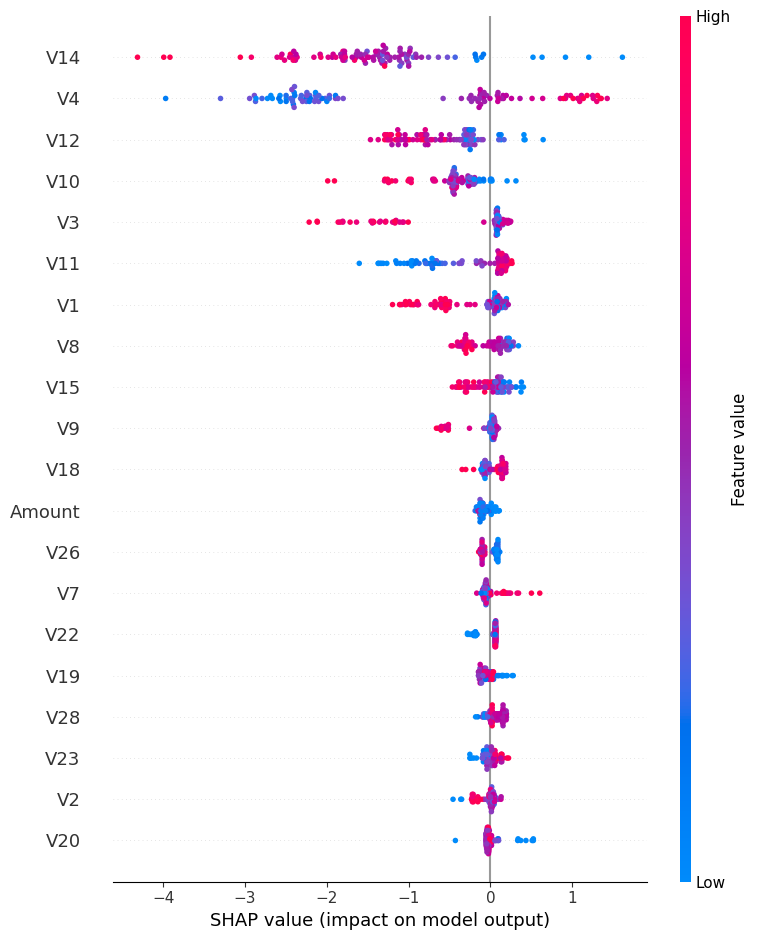 High
V14
V4
V12
V10
V3
V11
V1
V8
V15
V9
V18
Amount
V26
V7
V22
V19
V28
V23
V2
V20
Feature value
Low
−4 −3 −2 −1 0 1
SHAP value (impact on model output)